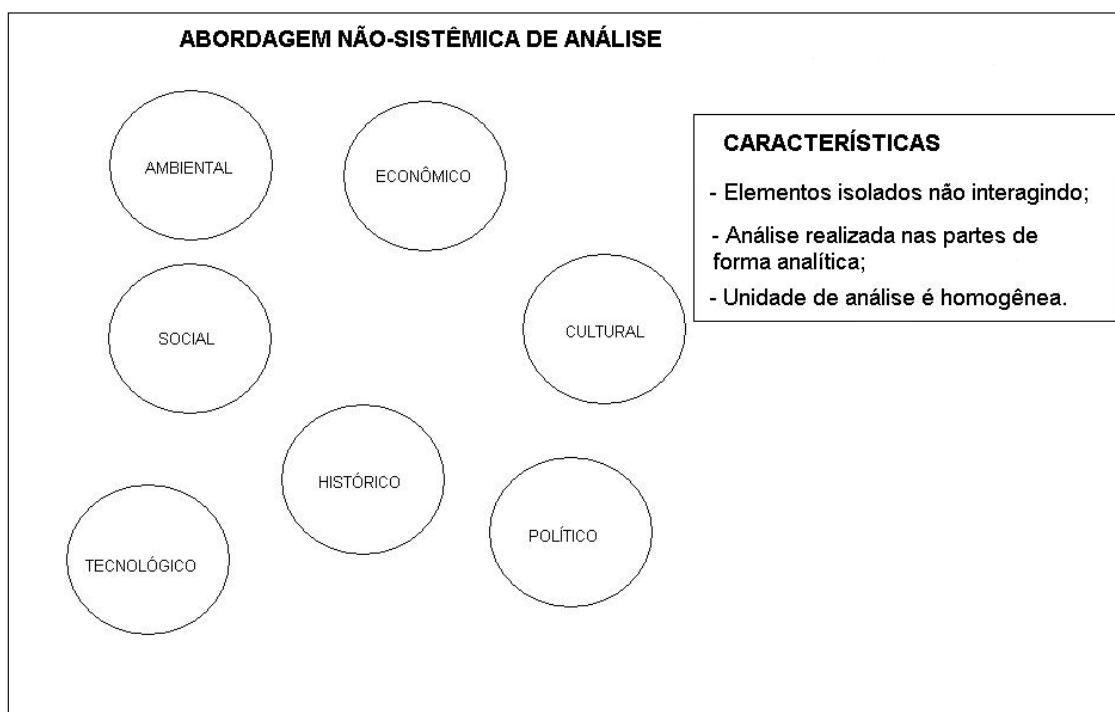 ABORDAGEM NÃO-SISTÊMICA DE ANÁLISE
AMBIENTAL
ECONÔMICO
SOCIAL
CULTURAL
HISTÓRICO
TECNOLÓGICO
POLÍTICO
CARACTERÍSTICAS
- Elementos isolados não interagindo;
- Análise realizada nas partes de
forma analítica;
- Unidade de análise é homogênea.